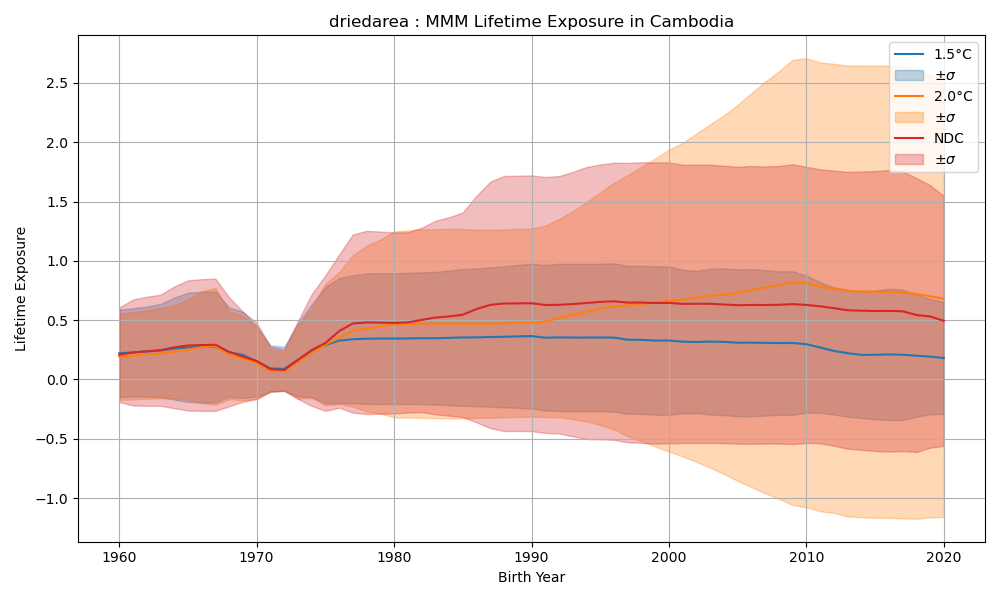 driedarea : MMM Lifetime Exposure in Cambodia
1.5°C
±σ
2.0°C
±σ
NDC
±σ
Lifetime Exposure
2.5
2.0
1.5
1.0
0.5
0.0
−0.5
−1.0
1960 1970 1980 1990 2000 2010 2020
Birth Year